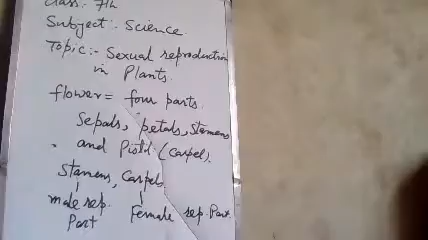 Class:- 7th
Subject:- Science
Topic:- Sexual reproduction
in Plants.
flower = four parts.
Sepals, petals, Stamens
and Pistil (Carpel).
Stamens, Carpels
male rep. Female rep. Part
Part